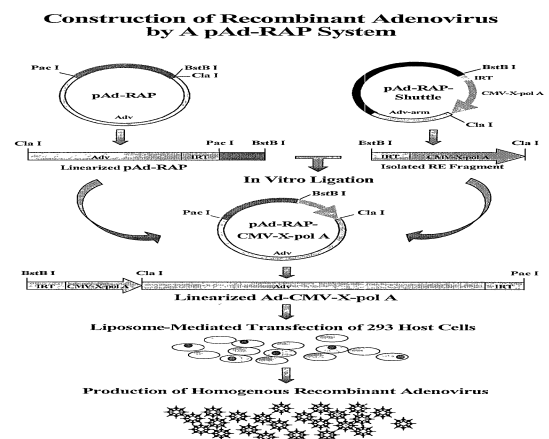 Construction of Recombinant Adenovirus
by A pAd-RAP System
Pac I
BstB I
Cla I
pAd-RAP
Adv
BstB I
IRT
pAd-RAP-
Shuttle
CMV-X-pol A
Adv-arm
Cla I
Cla I
Pac I
BstB I
Adv
IRT
Linearized pAd-RAP
BstB I
Cla I
IRT
CMV-X-pol A
Isolated RE Fragment
In Vitro Ligation
BstB I
Pac I
Cla I
pAd-RAP-
CMV-X-pol A
Adv
BstB I
Cla I
Pac I
IRT
CMV-X-pol A
Adv
IRT
Linearized Ad-CMV-X-pol A
Liposome-Mediated Transfection of 293 Host Cells
Production of Homogenous Recombinant Adenovirus